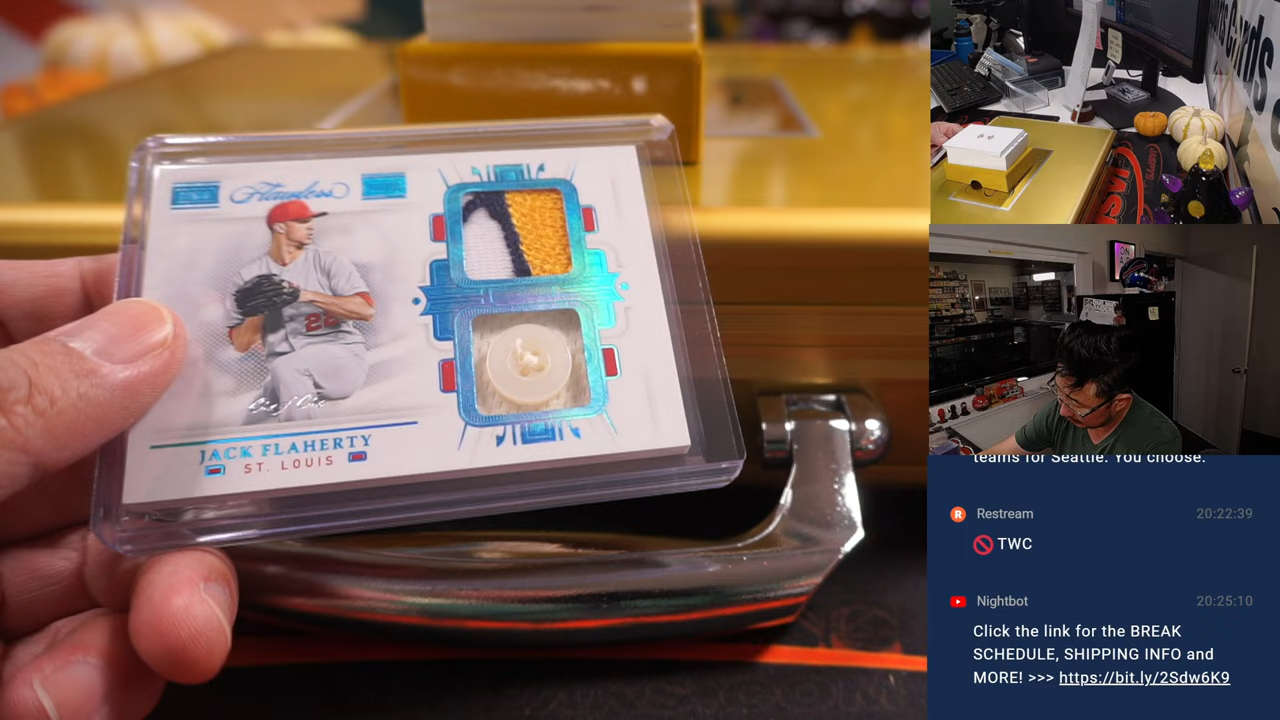 Flawless
22
One / One
JACK FLAHERTY
ST. LOUIS
teams for Seattle. You choose.
Restream
20:22:39
TWC
Nightbot
20:25:10
Click the link for the BREAK
SCHEDULE, SHIPPING INFO and
MORE! >>> https://bit.ly/2Sdw6K9